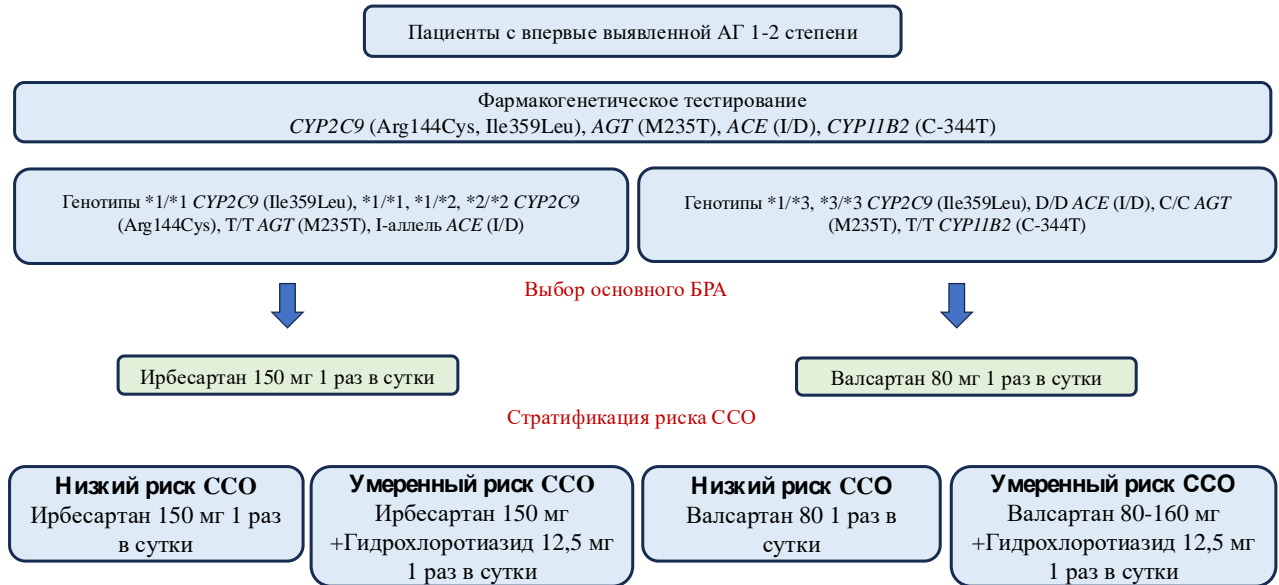 Пациенты с впервые выявленной АГ 1-2 степени
Фармакогенетическое тестирование
CYP2C9 (Arg144Cys, Ile359Leu), AGT (M235T), ACE (I/D), CYP11B2 (C-344T)
Генотипы *1/*1 CYP2C9 (Ile359Leu), *1/*1, *1/*2, *2/*2 CYP2C9
(Arg144Cys), T/T AGT (M235T), I-аллель ACE (I/D)
Генотипы *1/*3, *3/*3 CYP2C9 (Ile359Leu), D/D ACE (I/D), C/C AGT
(M235T), T/T CYP11B2 (C-344T)
Выбор основного БРА
Ирбесартан 150 мг 1 раз в сутки
Валсартан 80 мг 1 раз в сутки
Стратификация риска ССО
Низкий риск ССО
Ирбесартан 150 мг 1 раз
в сутки
Умеренный риск ССО
Ирбесартан 150 мг
+Гидрохлоротиазид 12,5 мг
1 раз в сутки
Низкий риск ССО
Валсартан 80 1 раз в
сутки
Умеренный риск ССО
Валсартан 80-160 мг
+Гидрохлоротиазид 12,5 мг
1 раз в сутки